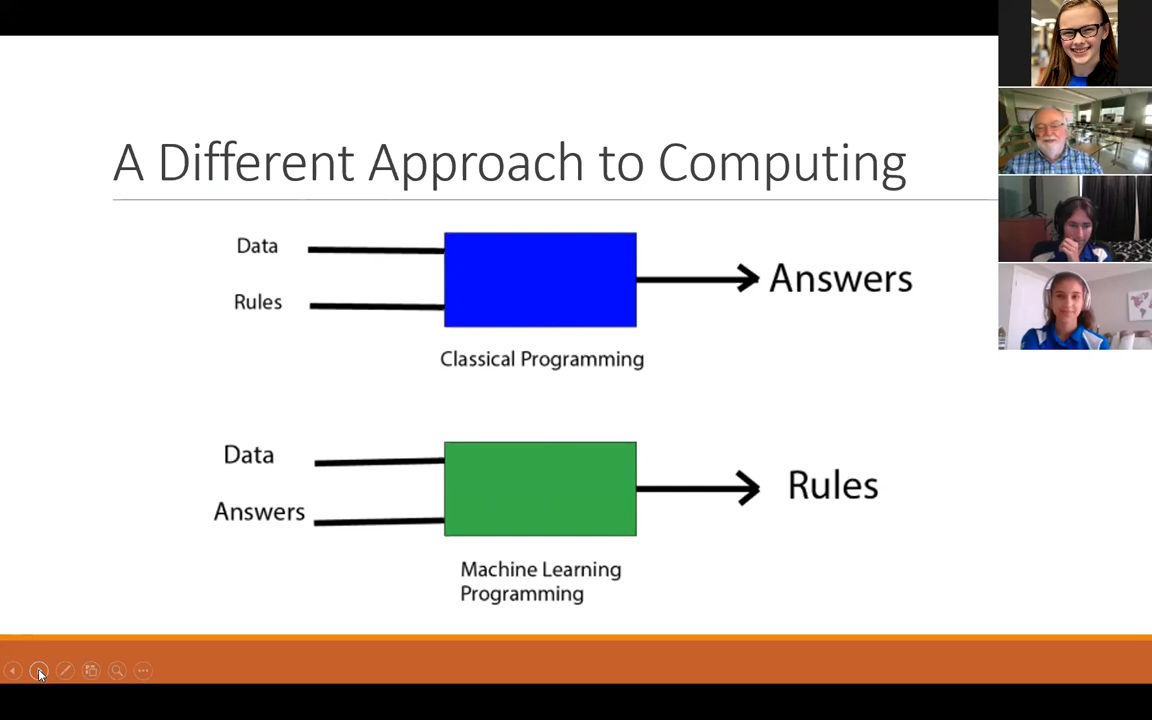 A Different Approach to Computing
Data
Rules
Answers
Classical Programming
Data
Answers
Rules
Machine Learning
Programming